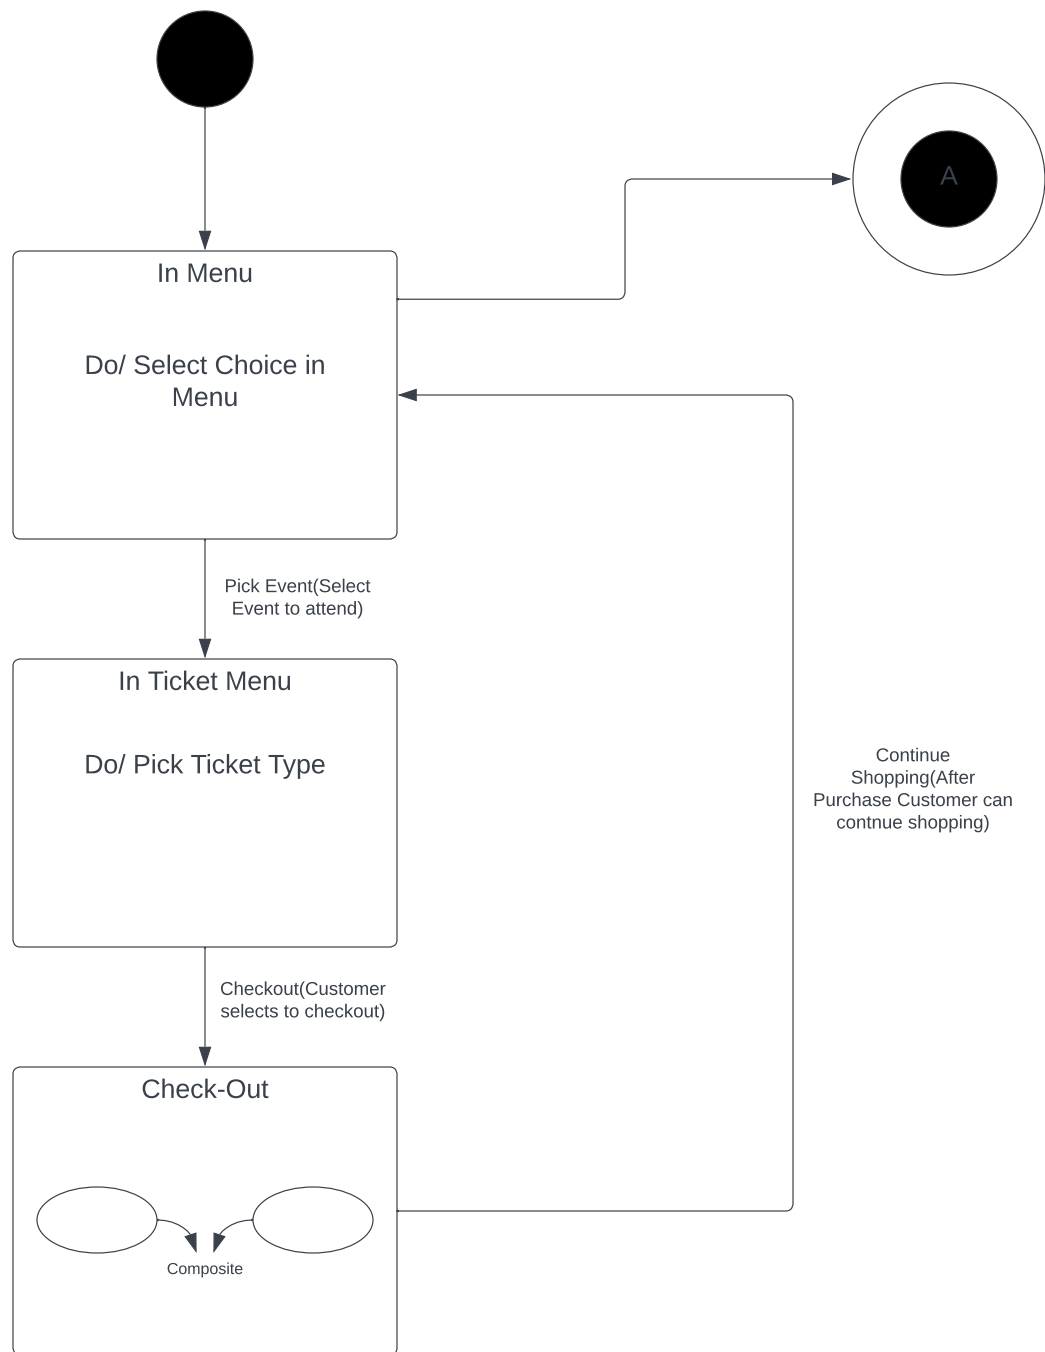 A
In Menu
Do/ Select Choice in
Menu
Pick Event(Select
Event to attend)
In Ticket Menu
Do/ Pick Ticket Type
Continue
Shopping(After
Purchase Customer can
contnue shopping)
Checkout(Customer
selects to checkout)
Check-Out
Composite